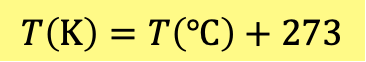 T(K) = T(°C) + 273